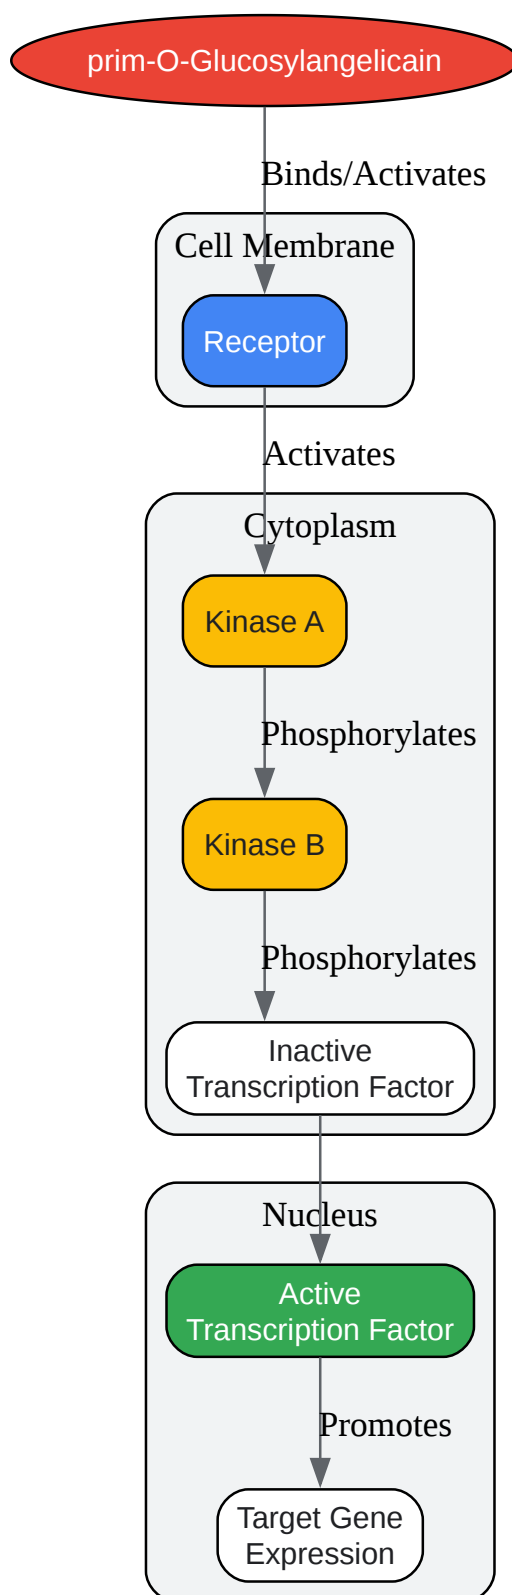 prim-O-Glucosylangelicain
Binds/Activates
Cell Membrane
Receptor
Activates
Cytoplasm
Kinase A
Phosphorylates
Kinase B
Phosphorylates
Inactive
Transcription Factor
Nucleus
Active
Transcription Factor
Promotes
Target Gene
Expression